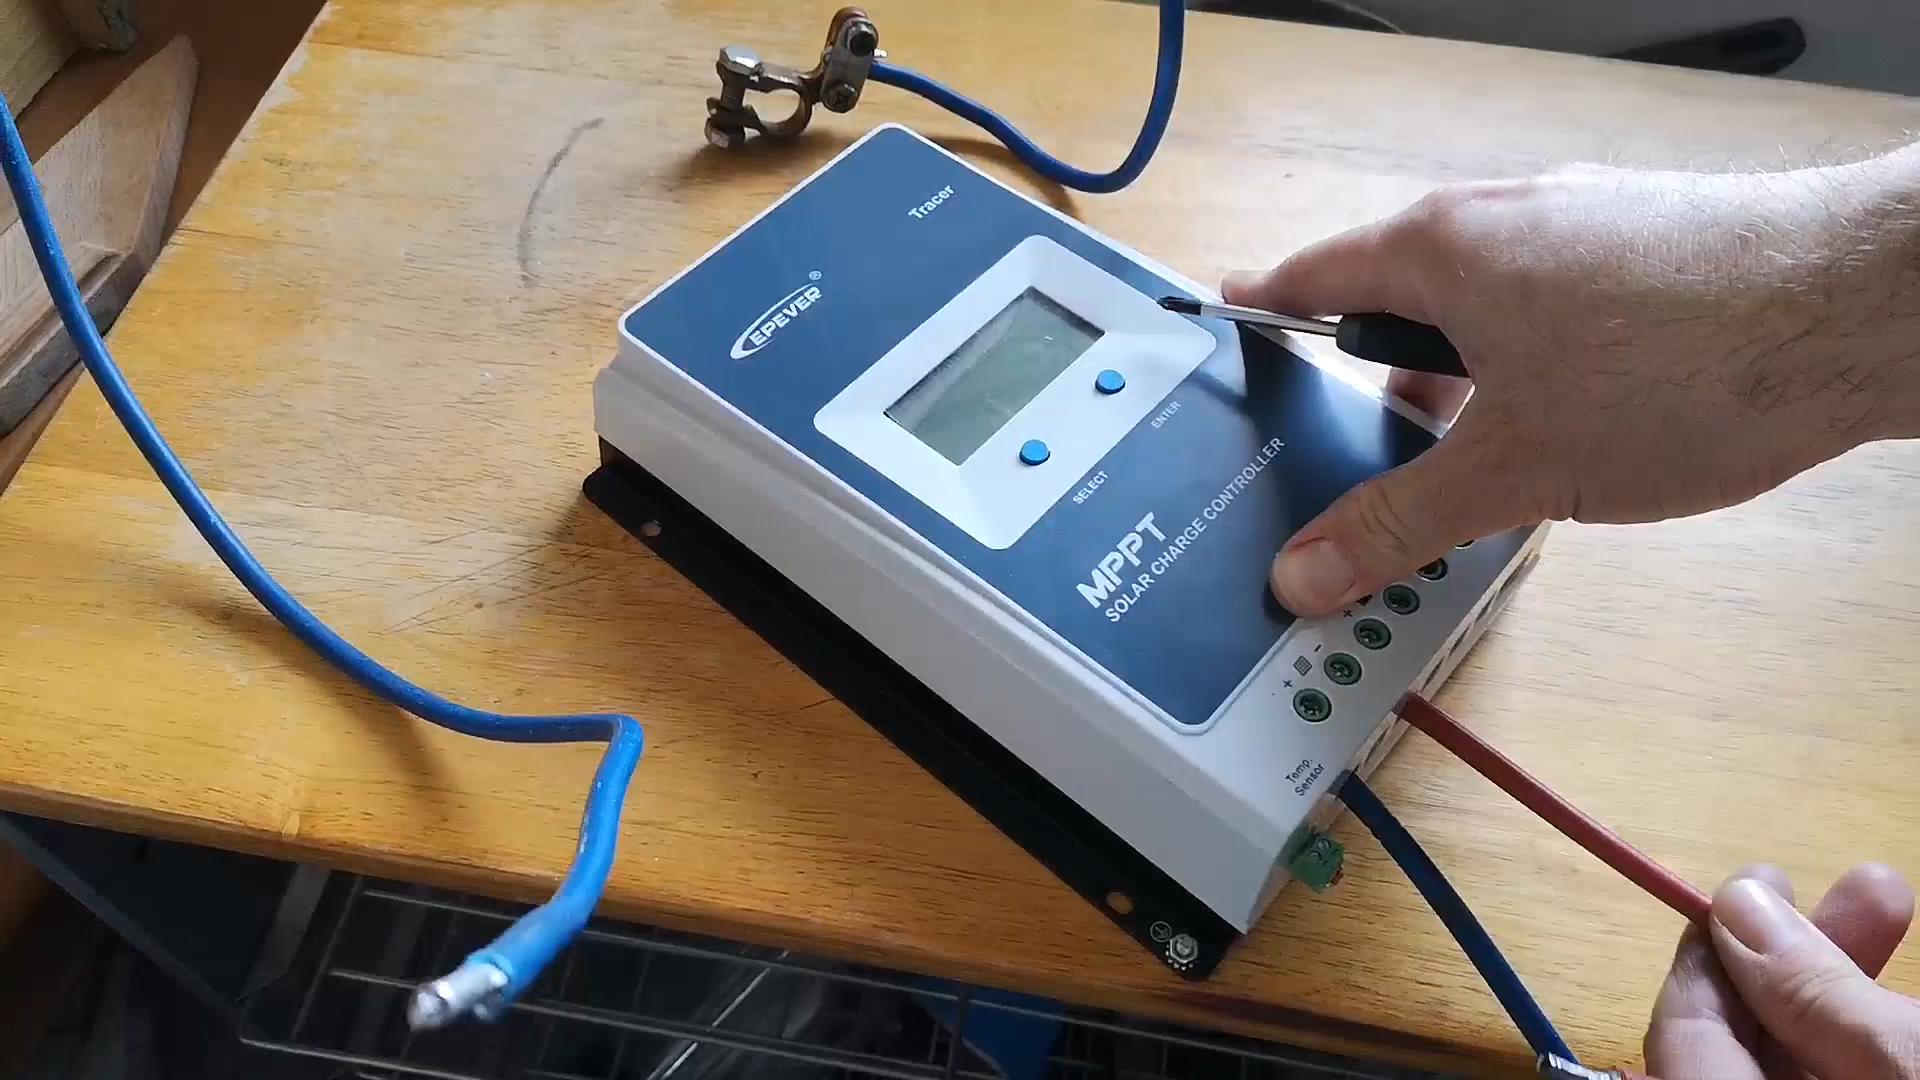 Tracer
EPEVER®
ENTER
SELECT
MPPT
SOLAR CHARGE CONTROLLER
+ -
+
Temp.
Sensor